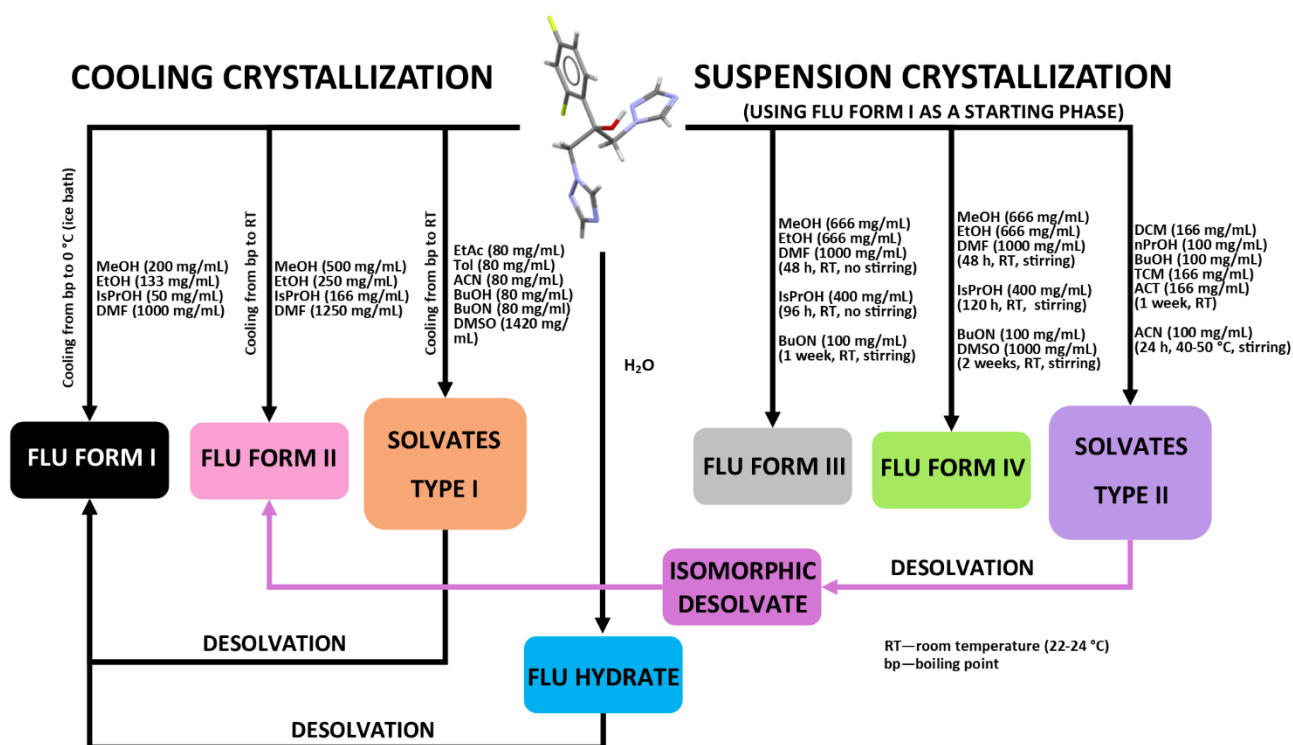 COOLING CRYSTALLIZATION
SUSPENSION CRYSTALLIZATION
(USING FLU FORM I AS A STARTING PHASE)
Cooling from bp to 0 °C (ice bath)
MeOH (200 mg/mL)
EtOH (133 mg/mL)
IsPrOH (50 mg/mL)
DMF (1000 mg/mL)
Cooling from bp to RT
MeOH (500 mg/mL)
EtOH (250 mg/mL)
IsPrOH (166 mg/mL)
DMF (1250 mg/mL)
Cooling from bp to RT
EtAc (80 mg/mL)
Tol (80 mg/mL)
ACN (80 mg/mL)
BuOH (80 mg/mL)
BuON (80 mg/ml)
DMSO (1420 mg/
mL)
H₂O
MeOH (666 mg/mL)
EtOH (666 mg/mL)
DMF (1000 mg/mL)
(48 h, RT, no stirring)
IsPrOH (400 mg/mL)
(96 h, RT, no stirring)
BuON (100 mg/mL)
(1 week, RT, stirring)
MeOH (666 mg/mL)
EtOH (666 mg/mL)
DMF (1000 mg/mL)
(48 h, RT, stirring)
IsPrOH (400 mg/mL)
(120 h, RT, stirring)
BuON (100 mg/mL)
DMSO (1000 mg/mL)
(2 weeks, RT, stirring)
DCM (166 mg/mL)
nPrOH (100 mg/mL)
BuOH (100 mg/mL)
TCM (166 mg/mL)
ACT (166 mg/mL)
(1 week, RT)
ACN (100 mg/mL)
(24 h, 40-50 °C, stirring)
FLU FORM I
FLU FORM II
SOLVATES
TYPE I
FLU FORM III
FLU FORM IV
SOLVATES
TYPE II
DESOLVATION
ISOMORPHIC
DESOLVATE
DESOLVATION
FLU HYDRATE
RT—room temperature (22-24 °C)
bp—boiling point
DESOLVATION